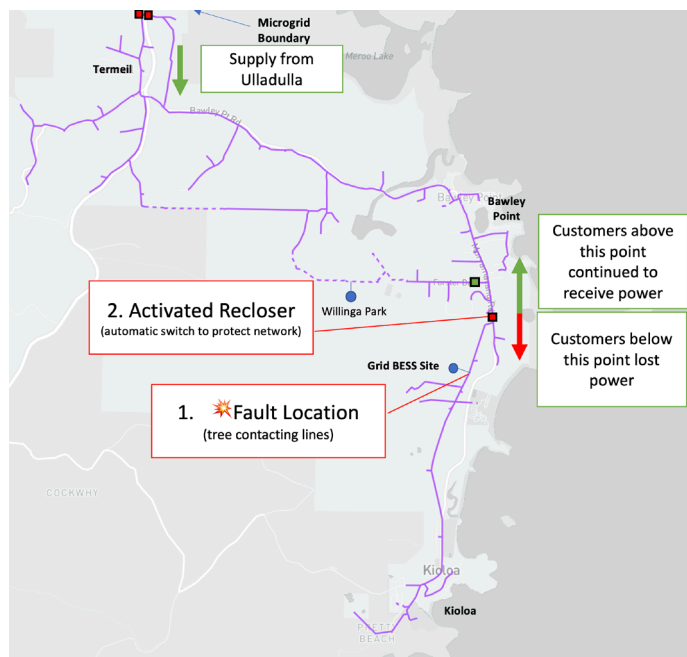 Microgrid
Boundary
Supply from
Ulladulla
Meroo Lake
Termeil
Bawley Pt Rd
Bawley Point
Bawley
Point
Customers above
this point
continued to
receive power
2. Activated Recloser
(automatic switch to protect network)
Willinga Park
Customers below
this point lost
power
Grid BESS Site
1. 💥Fault Location
(tree contacting lines)
COCKWHY
Kioloa
Kioloa
PRETTY
BEACH